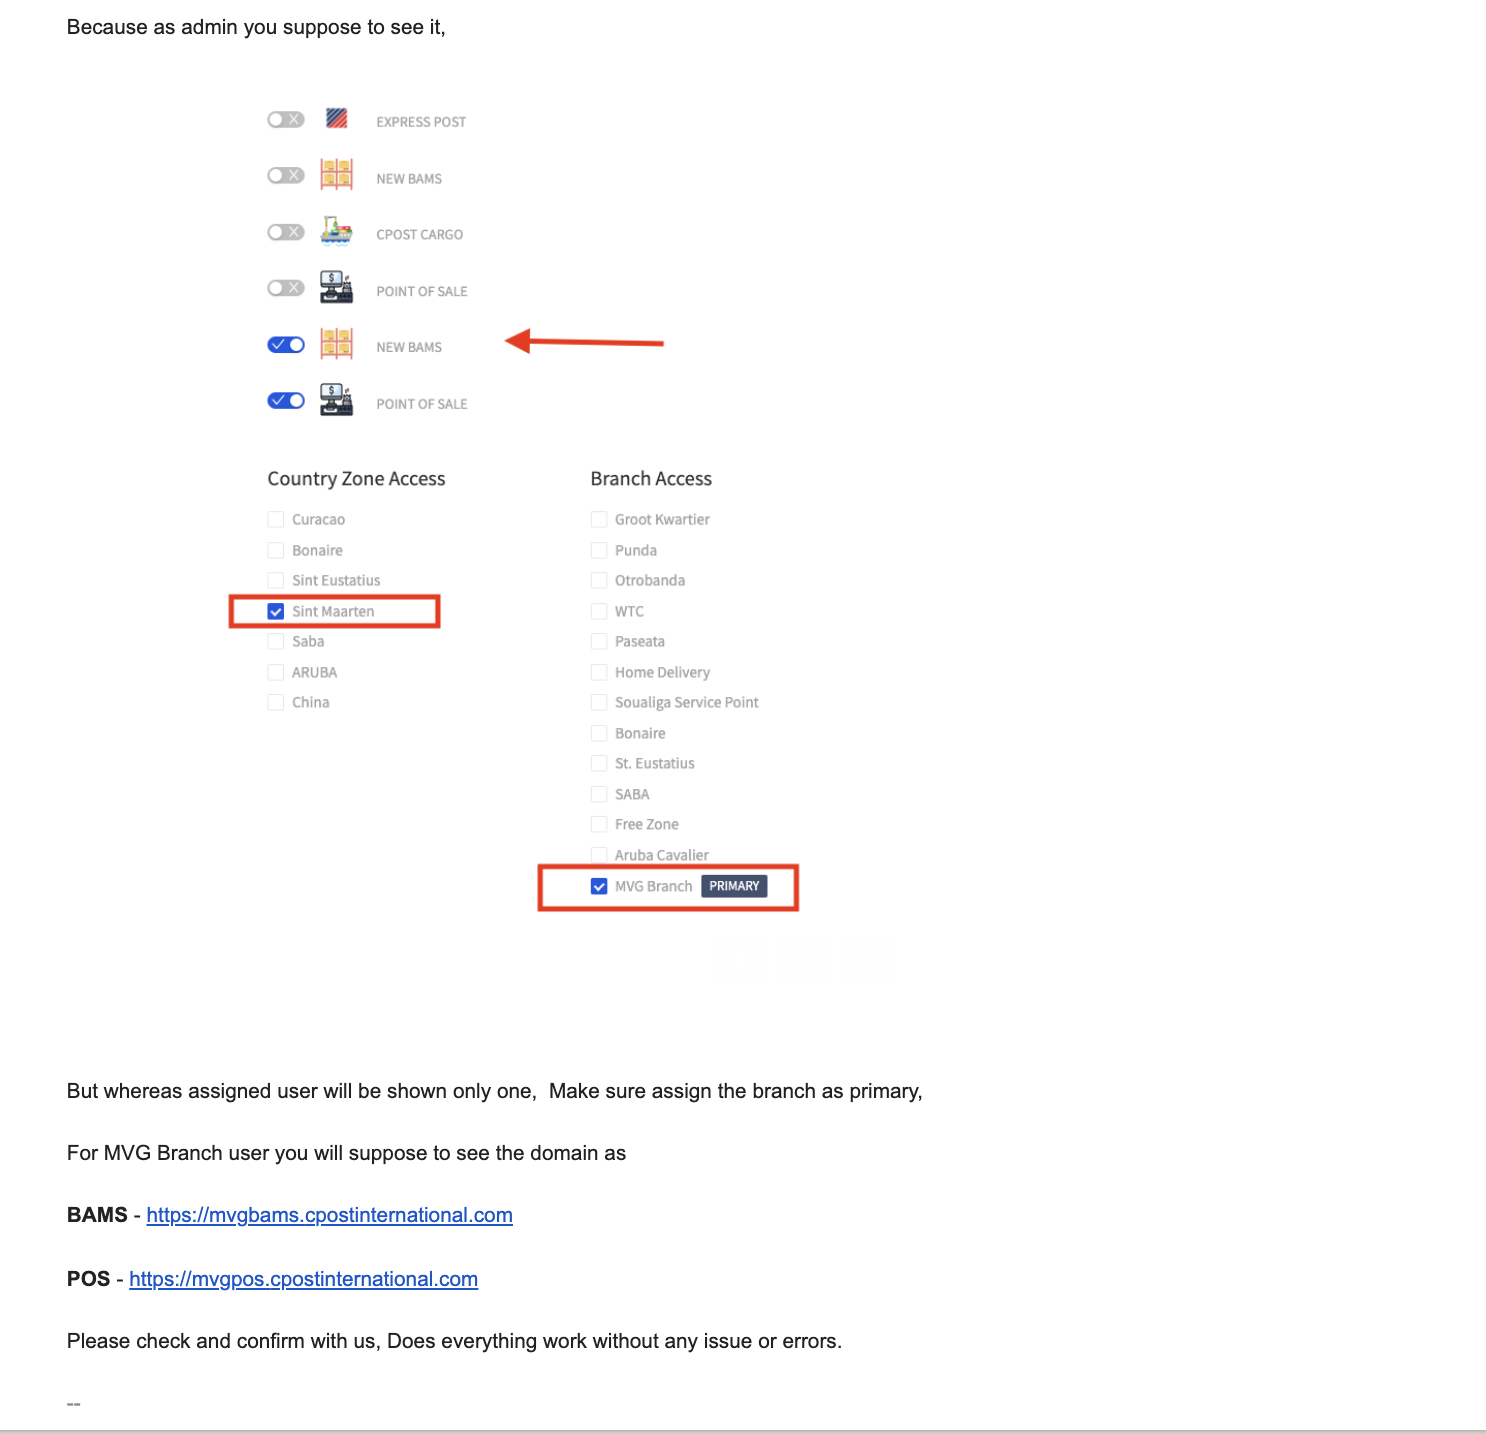 Because as admin you suppose to see it,
EXPRESS POST
NEW BAMS
CPOST CARGO
POINT OF SALE
NEW BAMS
POINT OF SALE
Country Zone Access
Curacao
Bonaire
Sint Eustatius
Sint Maarten
Saba
ARUBA
China
Branch Access
Groot Kwartier
Punda
Otrobanda
WTC
Paseata
Home Delivery
Soualiga Service Point
Bonaire
St. Eustatius
SABA
Free Zone
Aruba Cavalier
MVG Branch PRIMARY
But whereas assigned user will be shown only one,  Make sure assign the branch as primary,
For MVG Branch user you will suppose to see the domain as
BAMS - https://mvgbams.cpostinternational.com
POS - https://mvgpos.cpostinternational.com
Please check and confirm with us, Does everything work without any issue or errors.
--